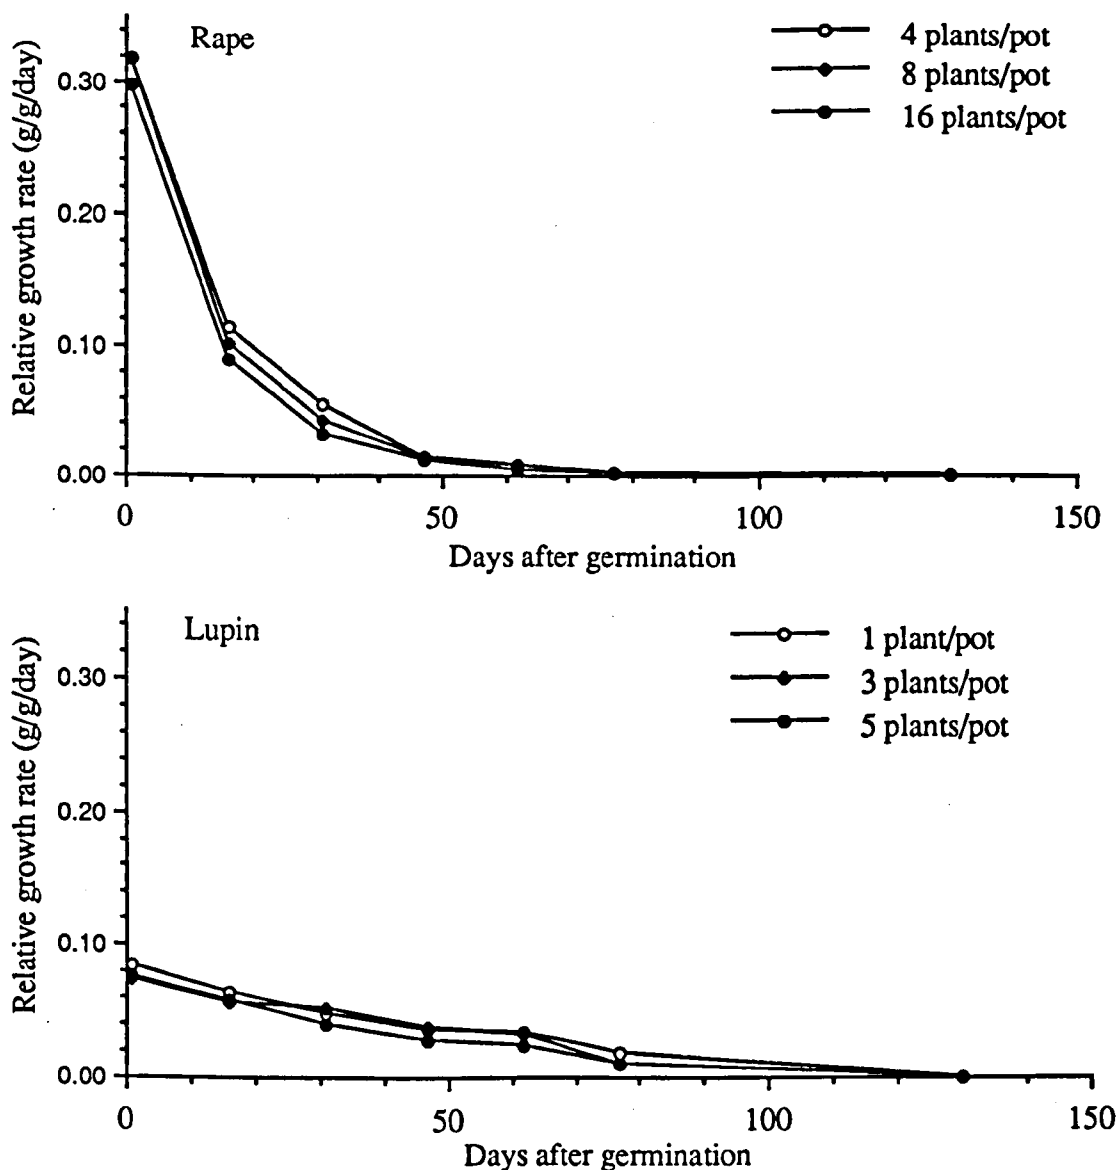 Rape
4 plants/pot
8 plants/pot
16 plants/pot
Relative growth rate (g/g/day)
0.30
0.20
0.10
0.00
0
50
100
150
Days after germination
Lupin
1 plant/pot
3 plants/pot
5 plants/pot
Relative growth rate (g/g/day)
0.30
0.20
0.10
0.00
0
50
100
150
Days after germination